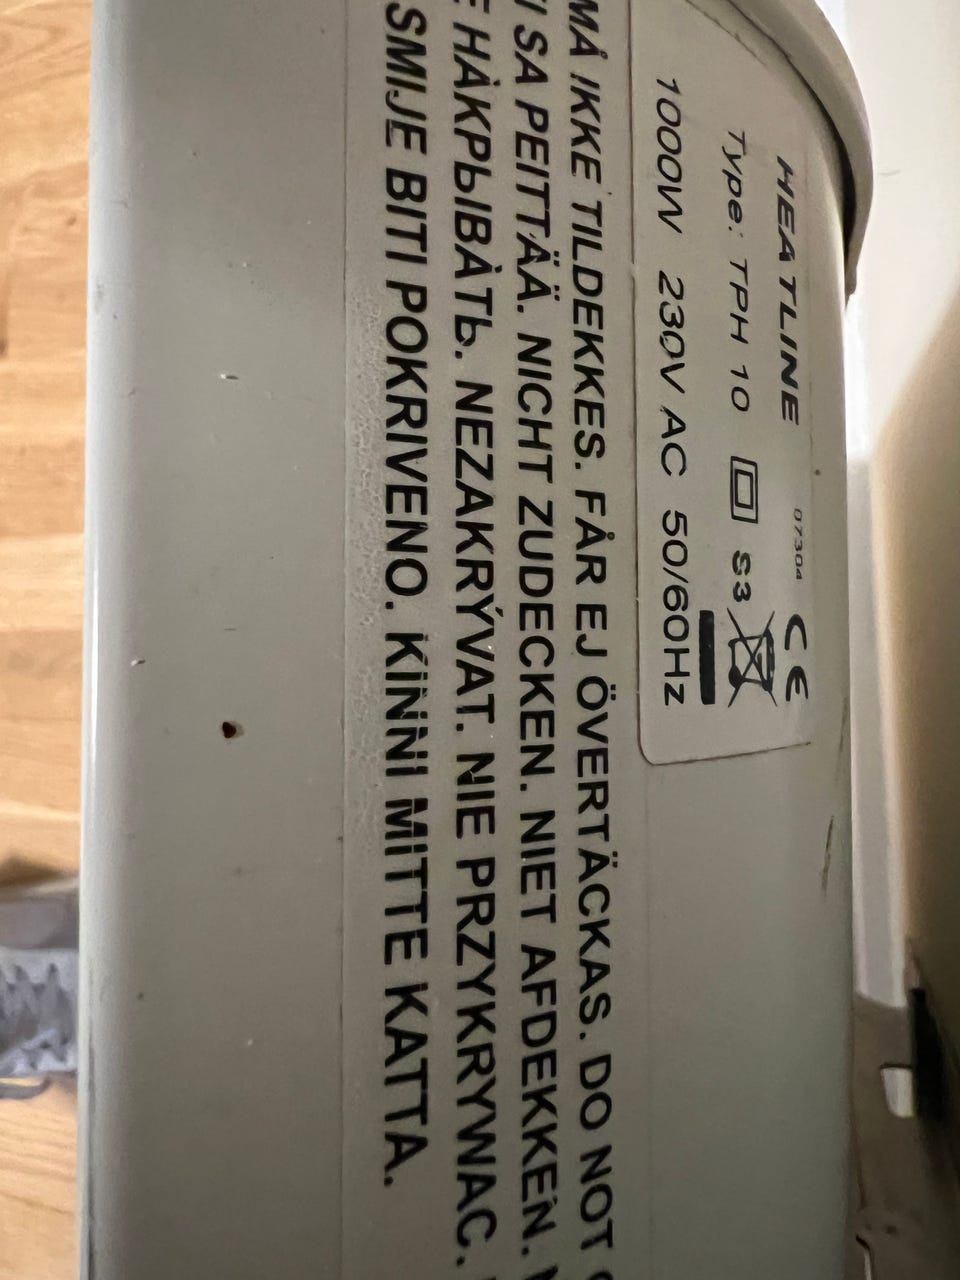 HEATLINE 07304 CE
Type: TPH 10 S3
1000W 230V AC 50/60Hz
MÅ IKKE TILDEKKES. FÅR EJ ÖVERTÄCKAS. DO NOT
SA PEITTÄÄ. NICHT ZUDECKEN. NIET AFDEKKEN.
НАКРЫВАТЬ. NEZAKRÝVAT. NIE PRZYKRYWAC.
SMJE BITI POKRIVENO. KINNI MITTE KATTA.